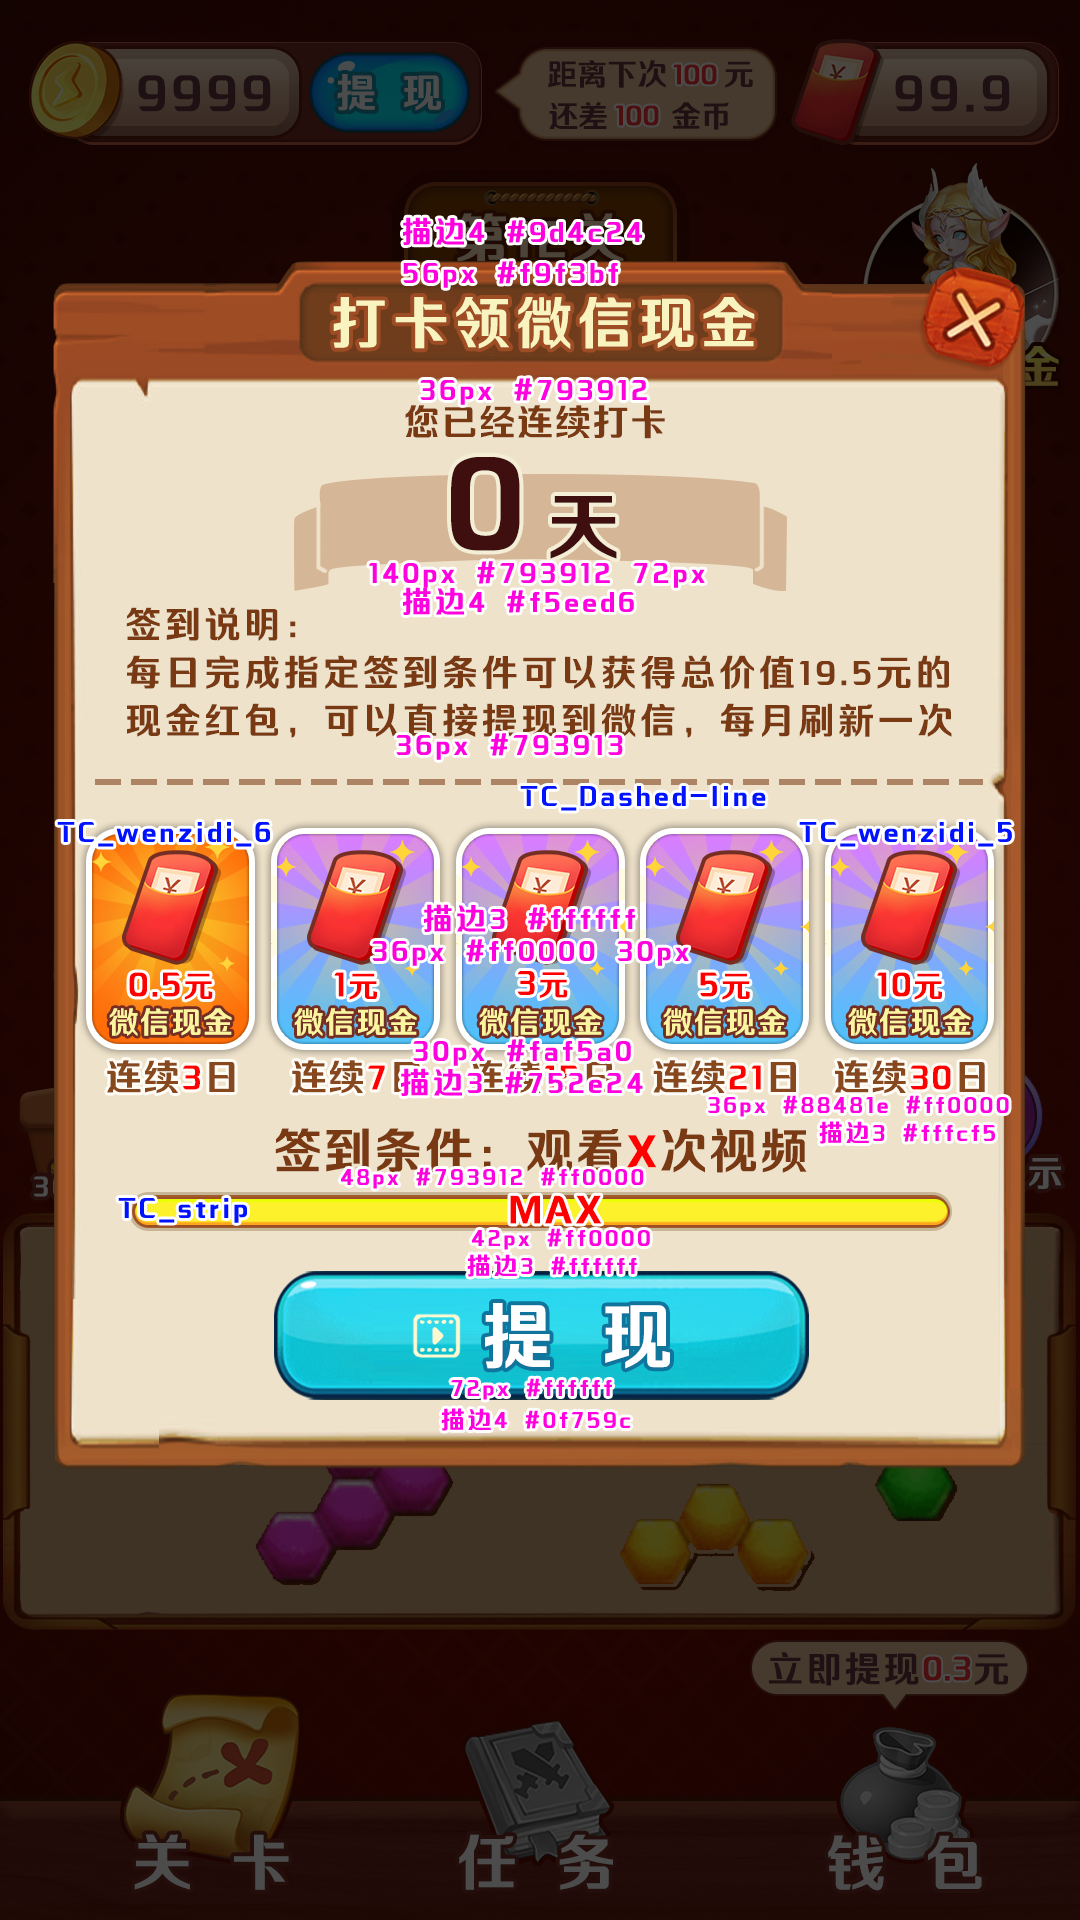 9999
提 现
距离下次100元
还差100 金币
99.9
描边4 #9d4c24
56px #f9f3bf
打卡领微信现金
金
36px #793912
您已经连续打卡
0天
140px #793912 72px
描边4 #f5eed6
签到说明:
每日完成指定签到条件可以获得总价值19.5元的
现金红包,可以直接提现到微信,每月刷新一次
36px #793913
TC_Dashed-line
TC_wenzidi_6
TC_wenzidi_5
描边3 #ffffff
36px #ff0000 30px
0.5元
1元
3元
5元
10元
微信现金
微信现金
微信现金
微信现金
微信现金
30px #faf5a0
描边3 #752e24
连续3日
连续7日
连续15日
连续21日
连续30日
36px #88481e #ff0000
描边3 #fffcf5
签到条件: 观看X次视频
48px #793912 #ff0000
示
TC_strip
MAX
42px #ff0000
描边3 #ffffff
提 现
72px #ffffff
描边4 #0f759c
立即提现0.3元
关 卡
任 务
钱 包